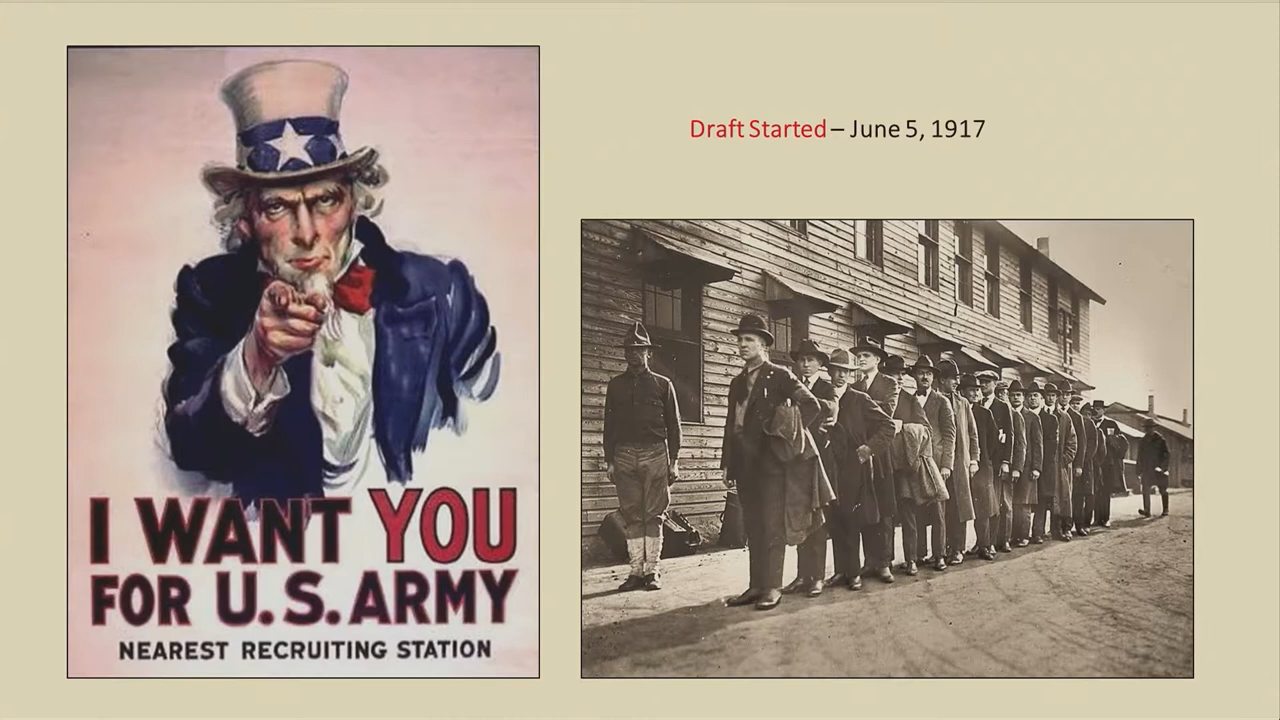 Draft Started – June 5, 1917
I WANT YOU
FOR U.S. ARMY
NEAREST RECRUITING STATION